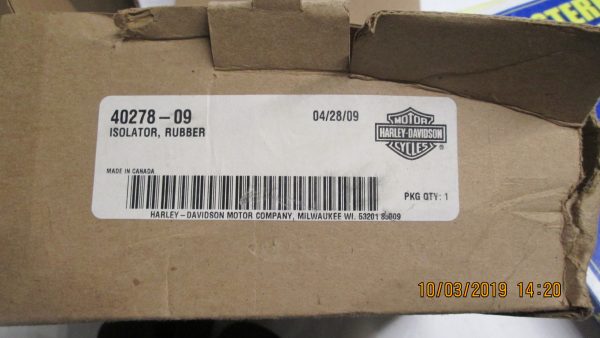 STER
40278-09
04/28/09
ISOLATOR, RUBBER
MOTOR
HARLEY-DAVIDSON
CYCLES
®
MADE IN CANADA
PKG QTY: 1
HARLEY-DAVIDSON MOTOR COMPANY, MILWAUKEE WI. 53201
10/03/2019 14:20